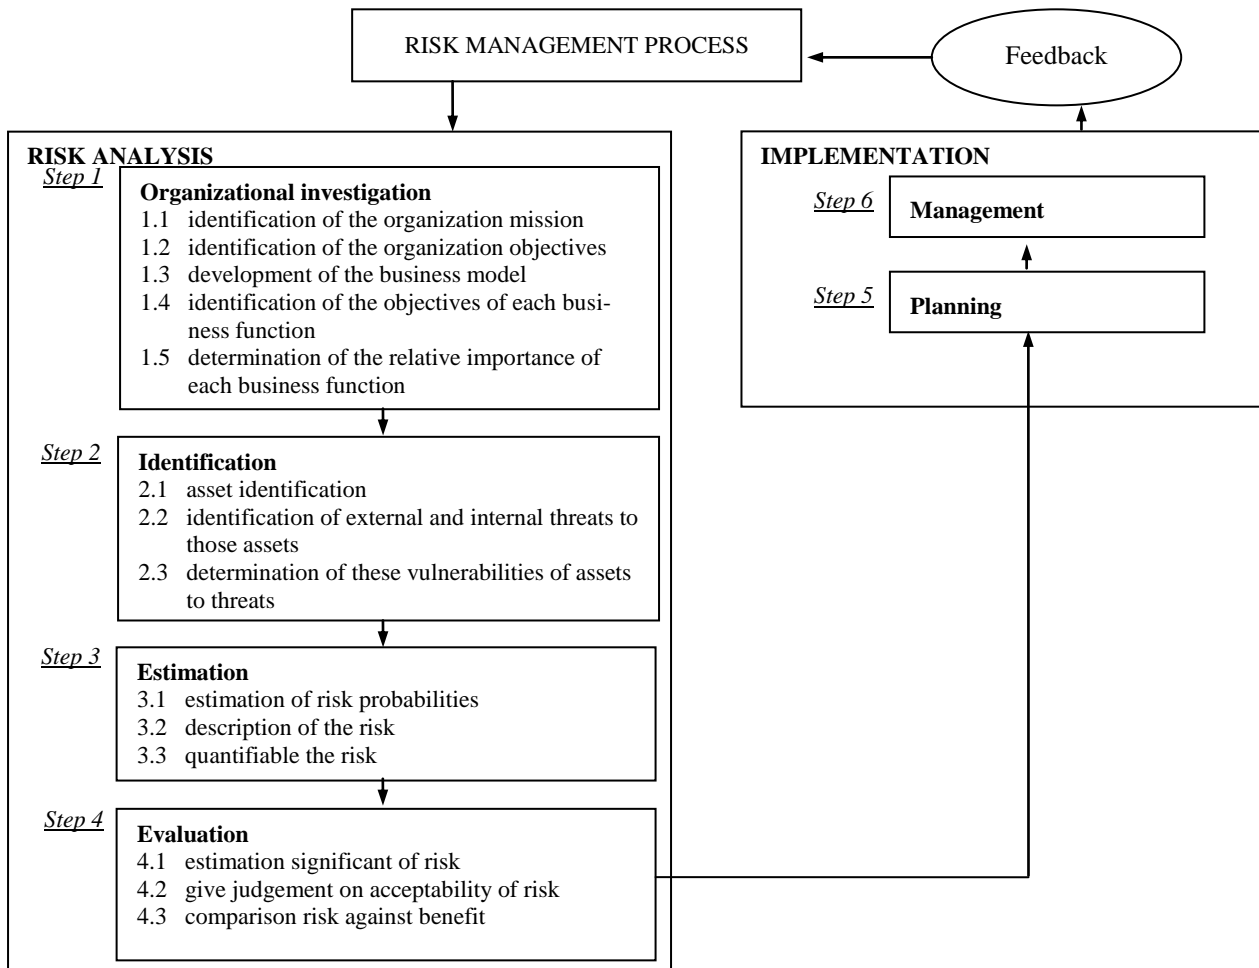 RISK MANAGEMENT PROCESS
Feedback
RISK ANALYSIS
Step 1
Organizational investigation
1.1 identification of the organization mission
1.2 identification of the organization objectives
1.3 development of the business model
1.4 identification of the objectives of each busi-
ness function
1.5 determination of the relative importance of
each business function
Step 2
Identification
2.1 asset identification
2.2 identification of external and internal threats to
those assets
2.3 determination of these vulnerabilities of assets
to threats
Step 3
Estimation
3.1 estimation of risk probabilities
3.2 description of the risk
3.3 quantifiable the risk
Step 4
Evaluation
4.1 estimation significant of risk
4.2 give judgement on acceptability of risk
4.3 comparison risk against benefit
IMPLEMENTATION
Step 6
Management
Step 5
Planning